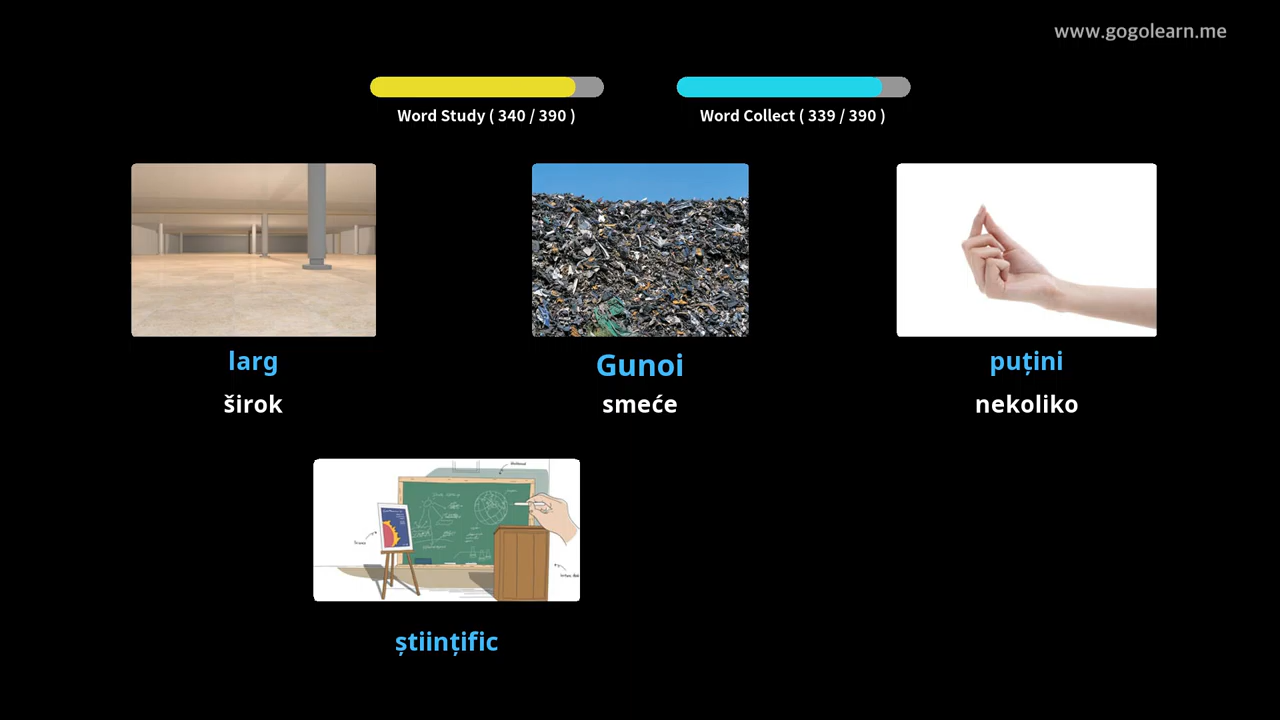 www.gogolearn.me
Word Study ( 340 / 390 )
Word Collect ( 339 / 390 )
larg
Gunoi
puțini
širok
smeće
nekoliko
științific